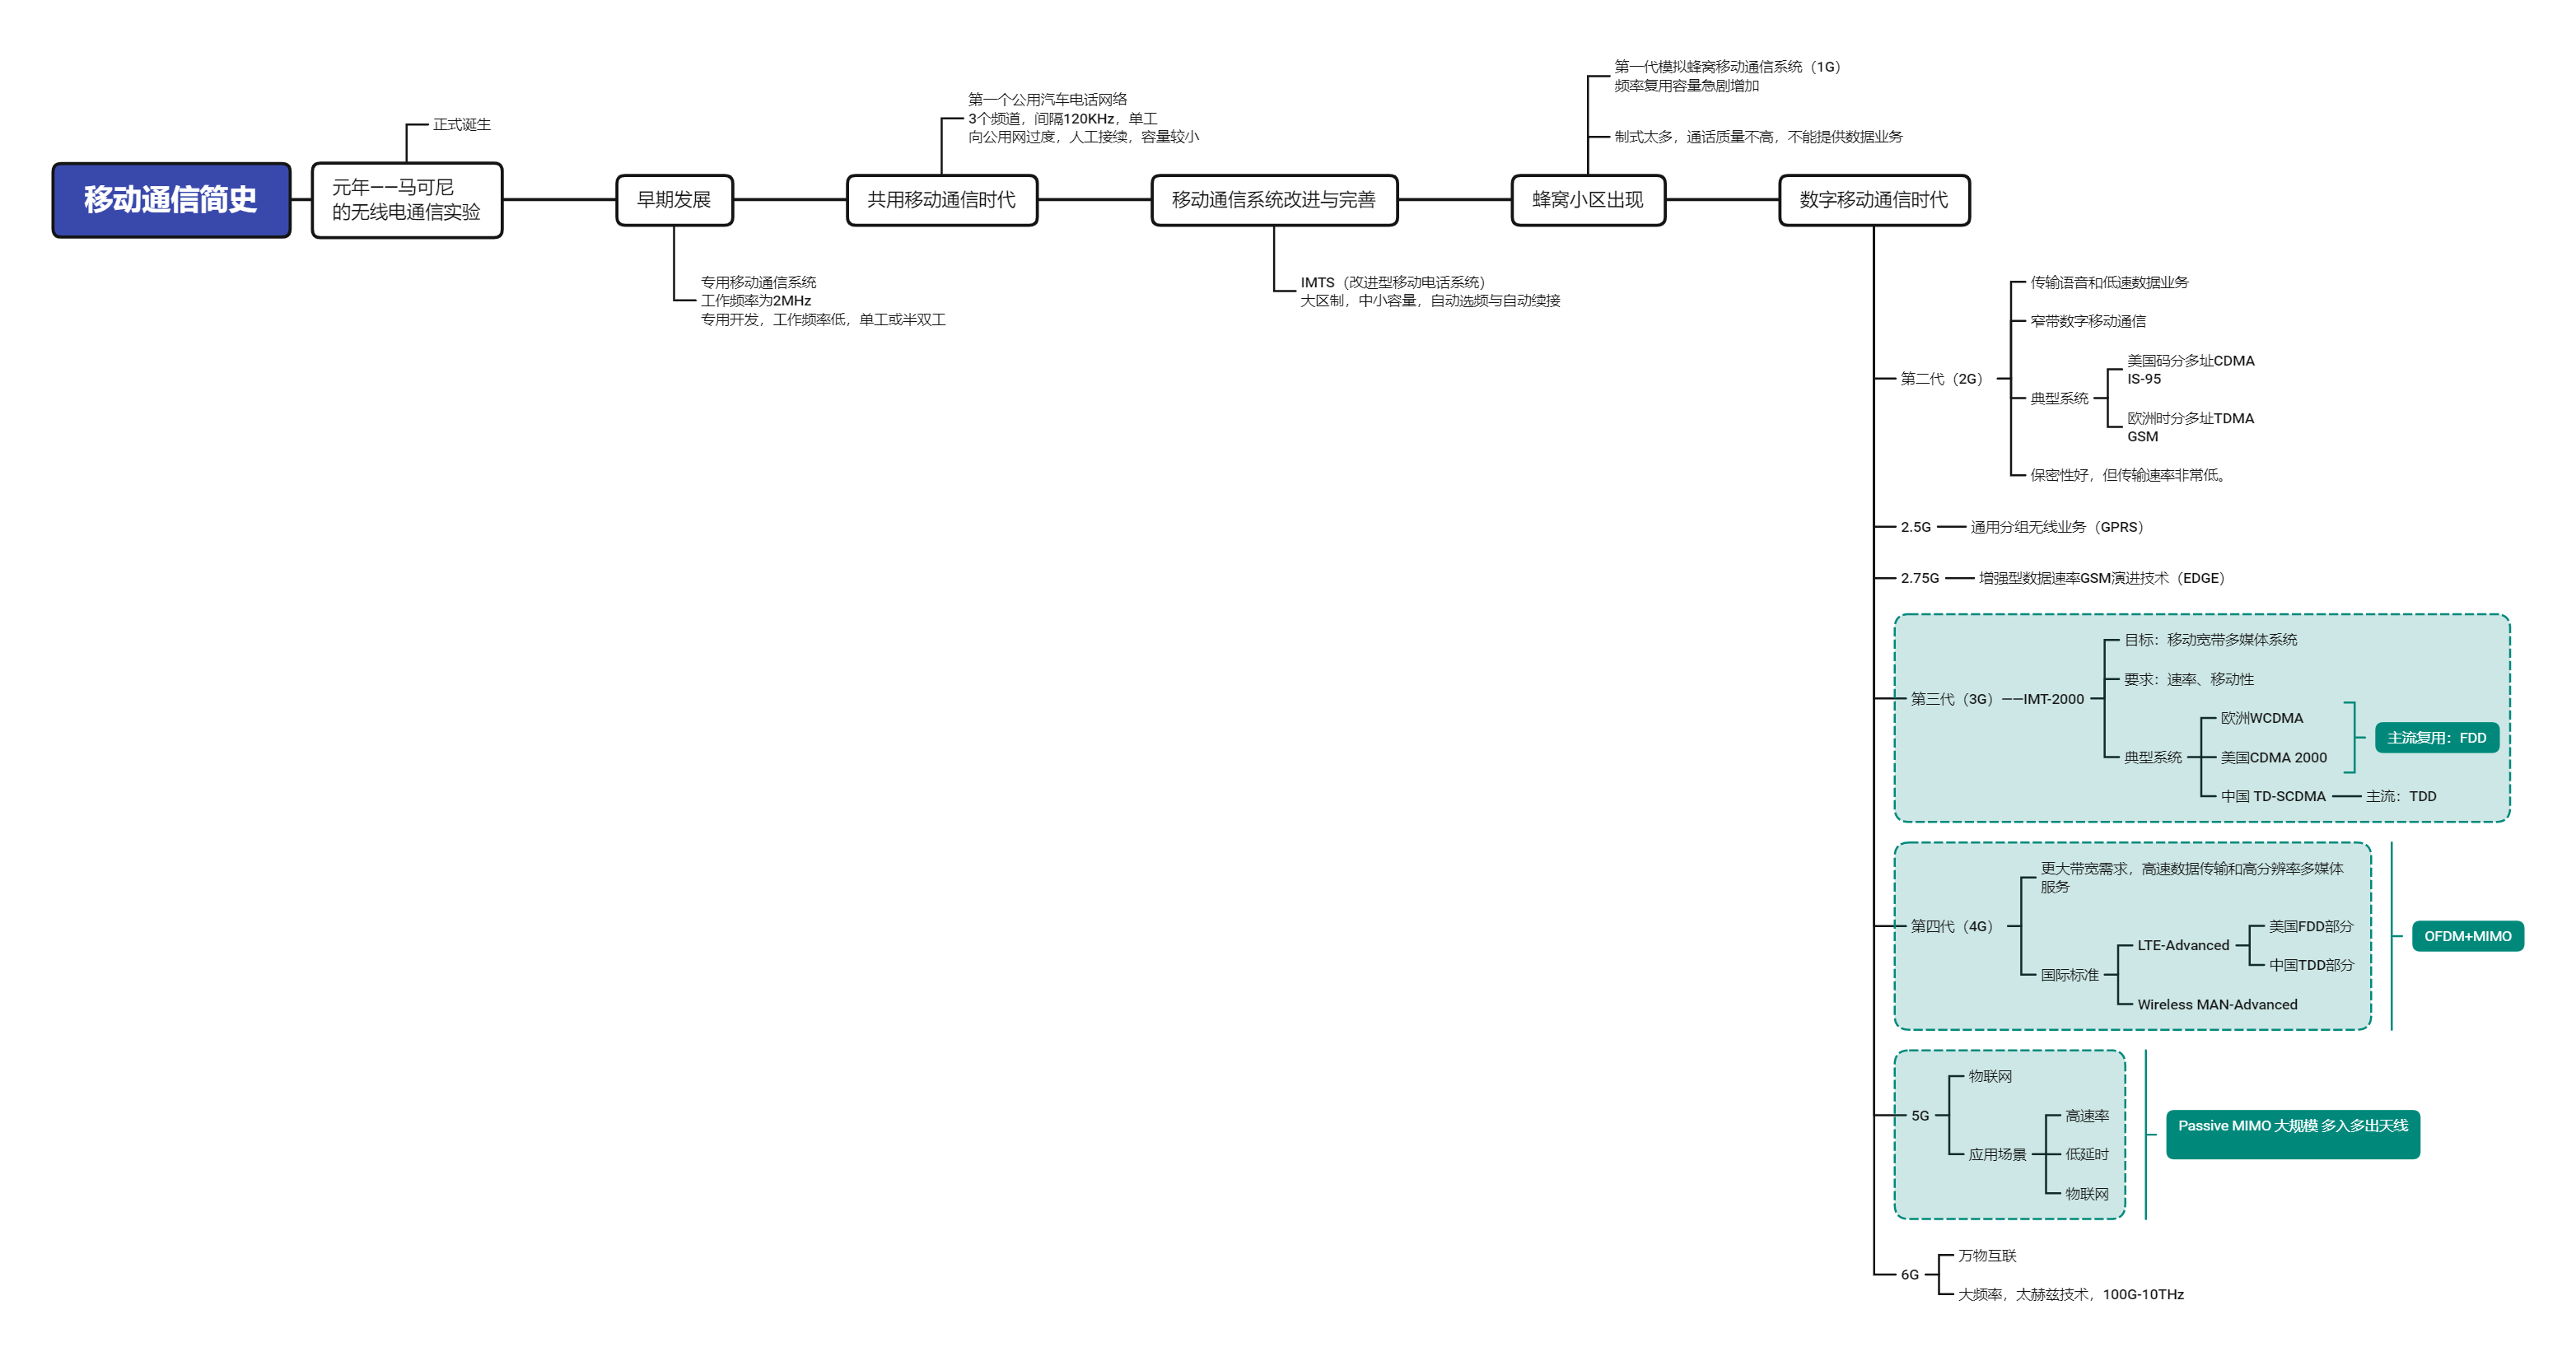 移动通信简史
元年——马可尼
的无线电通信实验
正式诞生
早期发展
专用移动通信系统
工作频率为2MHz
专用开发，工作频率低，单工或半双工
共用移动通信时代
第一个公用汽车电话网络
3个频道，间隔120KHz，单工
向公用网过度，人工接续，容量较小
移动通信系统改进与完善
IMTS（改进型移动电话系统）
大区制，中小容量，自动选频与自动续接
蜂窝小区出现
第一代模拟蜂窝移动通信系统（1G）
频率复用容量急剧增加
制式太多，通话质量不高，不能提供数据业务
数字移动通信时代
第二代（2G）
传输语音和低速数据业务
窄带数字移动通信
典型系统
美国码分多址CDMA
IS-95
欧洲时分多址TDMA
GSM
保密性好，但传输速率非常低。
2.5G
通用分组无线业务（GPRS）
2.75G
增强型数据速率GSM演进技术（EDGE）
第三代（3G）——IMT-2000
目标：移动宽带多媒体系统
要求：速率、移动性
典型系统
欧洲WCDMA
美国CDMA 2000
主流复用：FDD
中国 TD-SCDMA
主流：TDD
第四代（4G）
更大带宽需求，高速数据传输和高分辨率多媒体
服务
国际标准
LTE-Advanced
美国FDD部分
中国TDD部分
Wireless MAN-Advanced
OFDM+MIMO
5G
物联网
应用场景
高速率
低延时
物联网
Passive MIMO 大规模 多入多出天线
6G
万物互联
大频率，太赫兹技术，100G-10THz